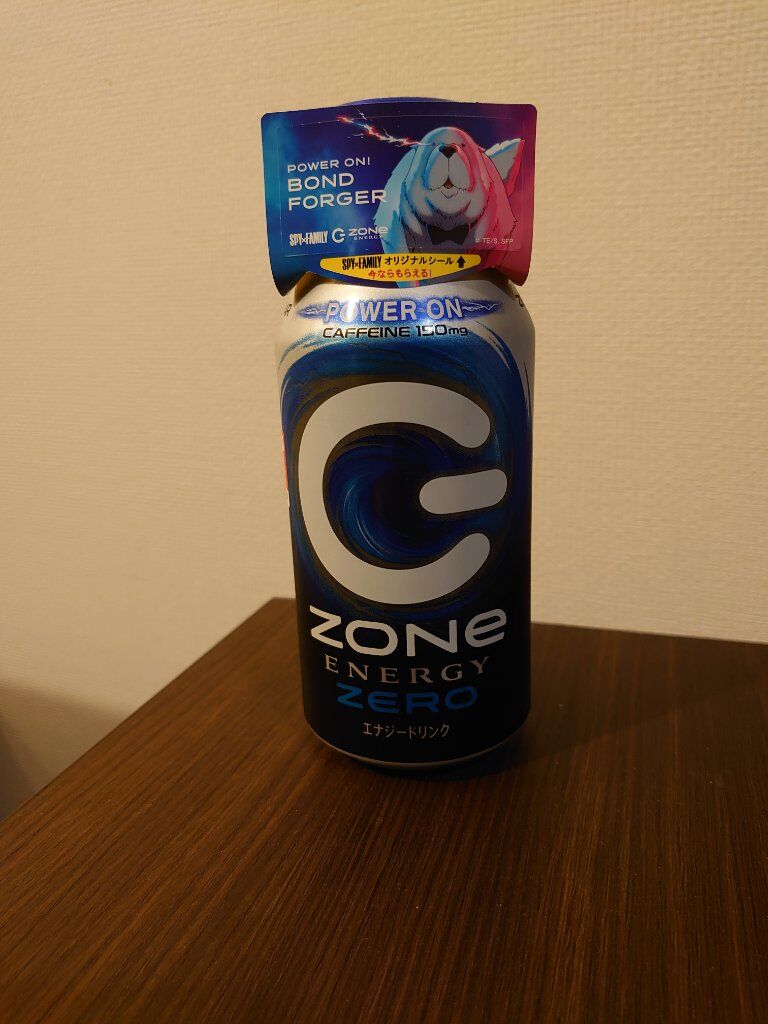 POWER ON!
BOND
FORGER
SPY×FAMILY ZONe ENERGY
© TE/S, SFP
SPY×FAMILY オリジナルシール
今ならもらえる!
POWER ON
CAFFEINE 150mg
ZONe
ENERGY
ZERO
エナジードリンク